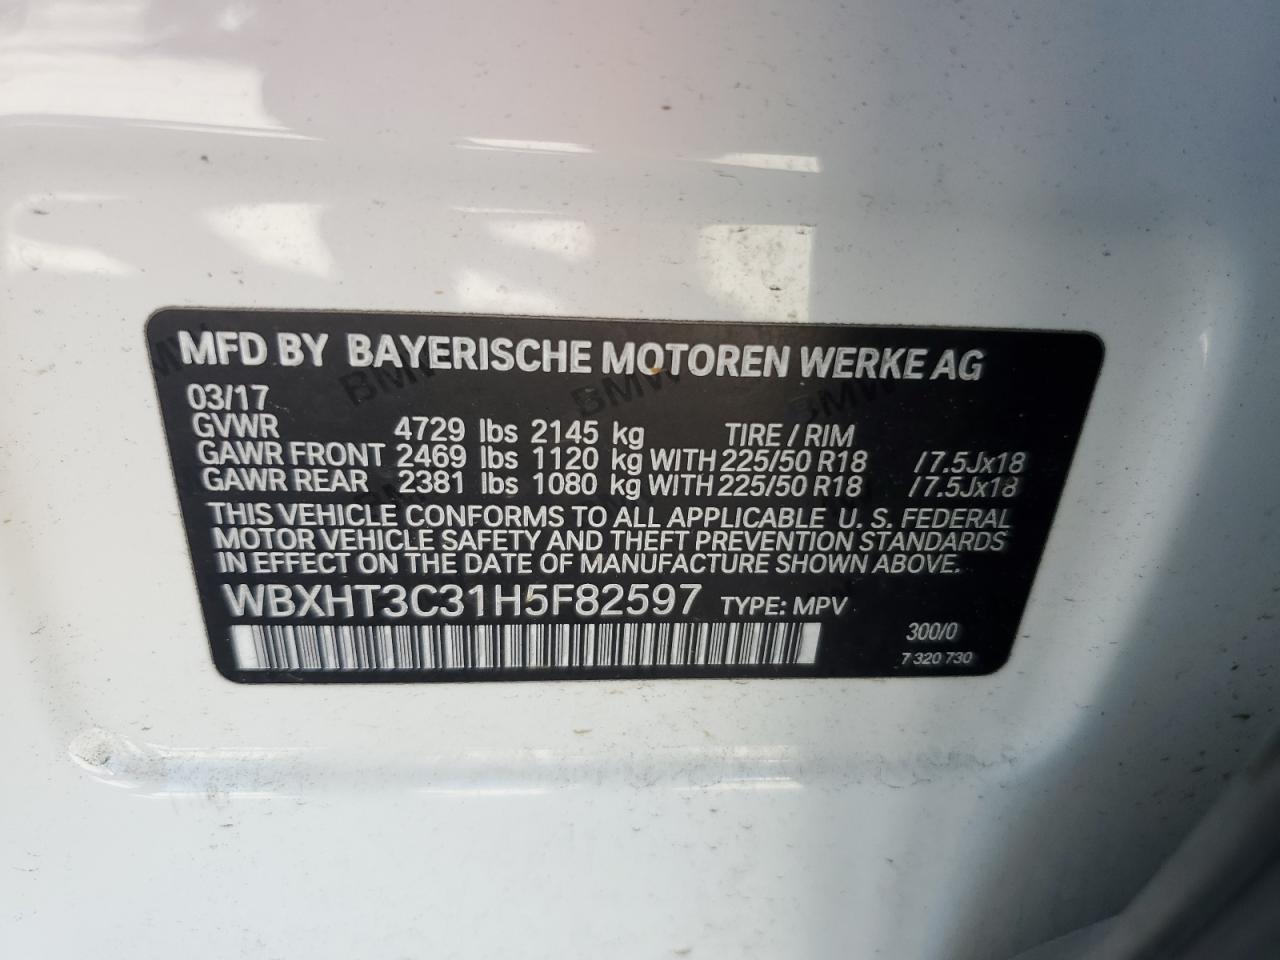 MFD BY BAYERISCHE MOTOREN WERKE AG
03/17
GVWR 4729 lbs 2145 kg TIRE / RIM
GAWR FRONT 2469 lbs 1120 kg WITH 225/50 R18 / 7.5Jx18
GAWR REAR 2381 lbs 1080 kg WITH 225/50 R18 / 7.5Jx18
THIS VEHICLE CONFORMS TO ALL APPLICABLE U. S. FEDERAL
MOTOR VEHICLE SAFETY AND THEFT PREVENTION STANDARDS
IN EFFECT ON THE DATE OF MANUFACTURE SHOWN ABOVE.
WBXHT3C31H5F82597 TYPE: MPV
300/0
7 320 730